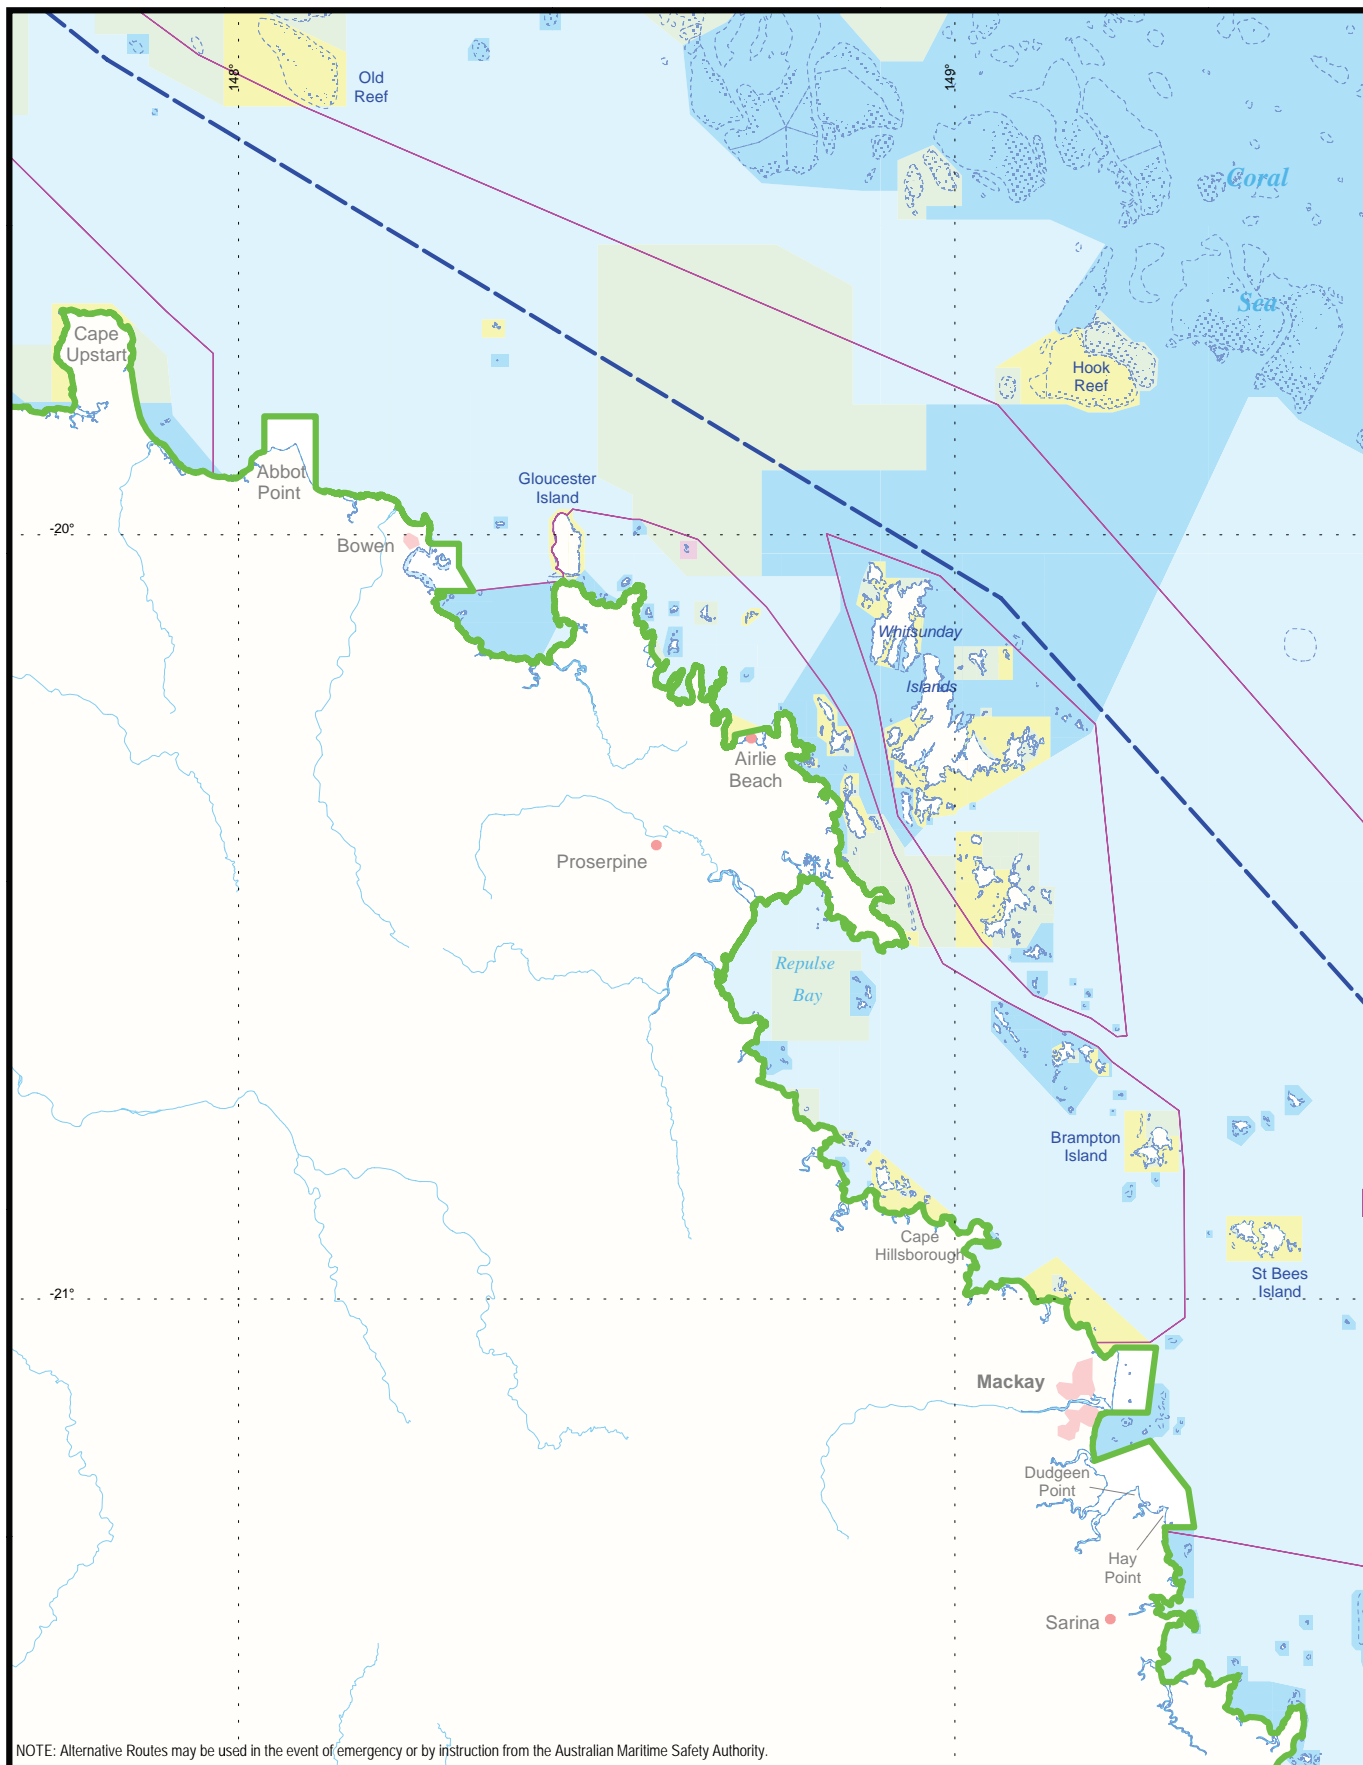 148°
149°
Old
Reef
Coral
Sea
Cape
Upstart
Hook
Reef
Abbot
Point
Gloucester
Island
-20°
Bowen
Whitsunday
Islands
Airlie
Beach
Proserpine
Repulse
Bay
Brampton
Island
Cape
Hillsborough
St Bees
Island
-21°
Mackay
Dudgeen
Point
Hay
Point
Sarina
NOTE: Alternative Routes may be used in the event of emergency or by instruction from the Australian Maritime Safety Authority.